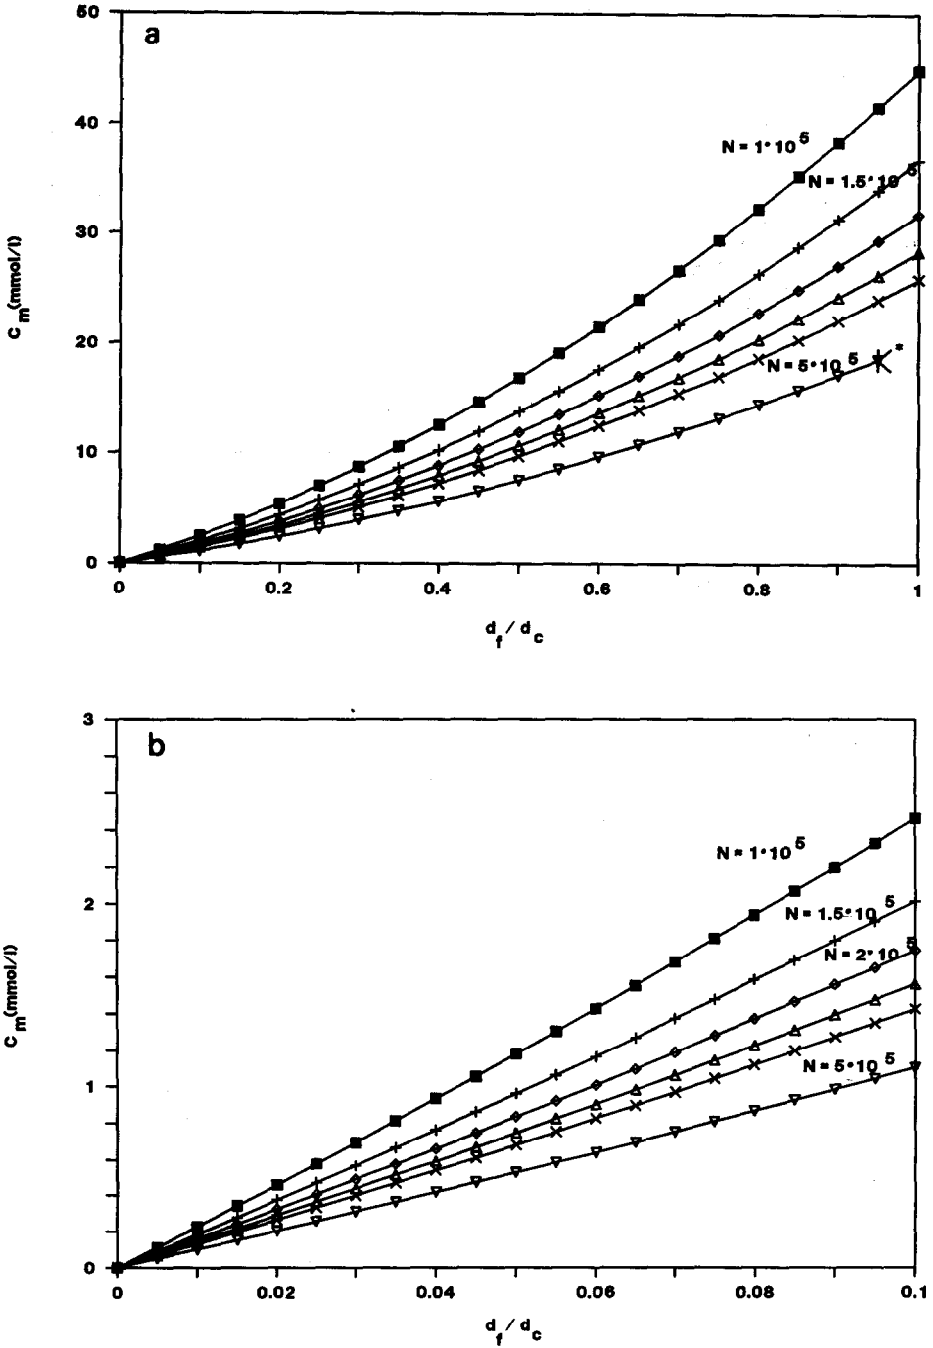 a
50
40
30
20
10
0
C m (mmol/l)
N = 1·10 5
N = 1.5·10 5
N = 5·10 5 *
0 0.2 0.4 0.6 0.8 1
d f / d c
b
3
2
1
0
C m (mmol/l)
N = 1·10 5
N = 1.5·10 5
N = 2·10 5
N = 5·10 5
0 0.02 0.04 0.06 0.08 0.1
d f / d c